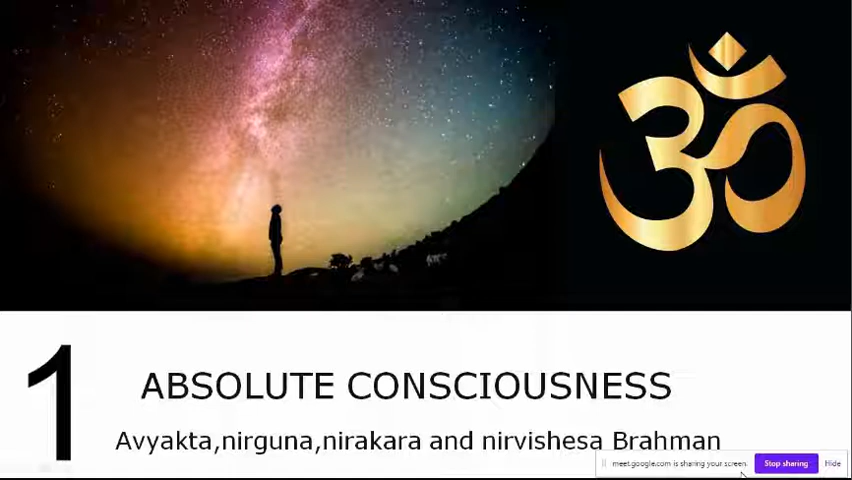 ॐ
1
ABSOLUTE CONSCIOUSNESS
Avyakta,nirguna,nirakara and nirvishesa Brahman
meet.google.com is sharing your screen.
Stop sharing
Hide